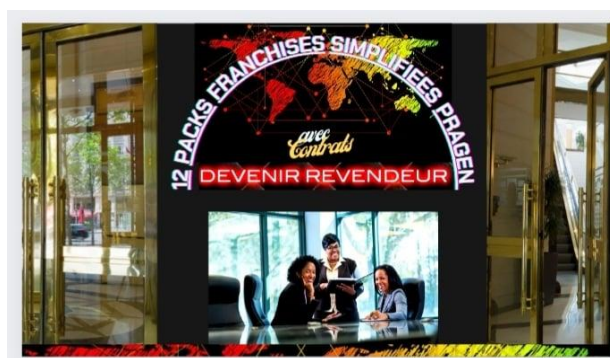 12 PACKS FRANCHISES SIMPLIFIEES PRAGEN
avec
Contrats
DEVENIR REVENDEUR